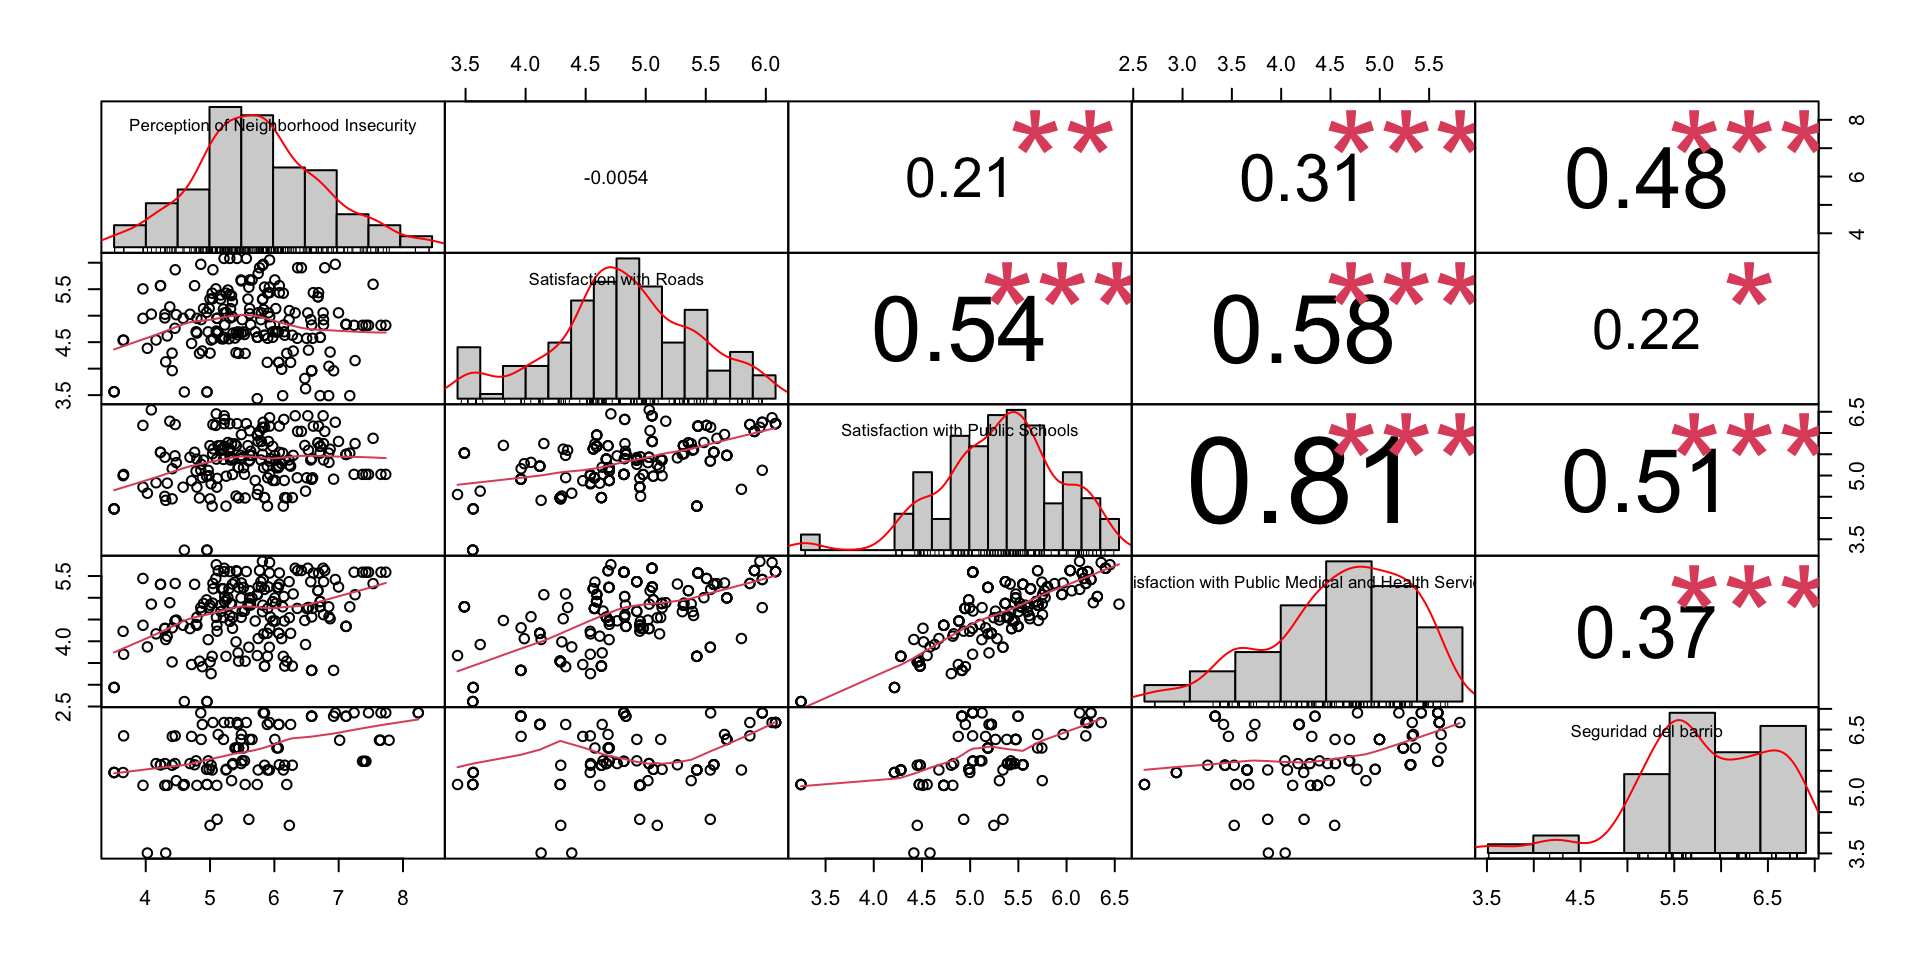 3.5 4.0 4.5 5.0 5.5 6.0 2.5 3.0 3.5 4.0 4.5 5.0 5.5
Perception of Neighborhood Insecurity -0.0054 0.21 ** 0.31 *** 0.48 *** 4 6 8
3.5 4.5 5.5 Satisfaction with Roads 0.54 *** 0.58 *** 0.22 *
Satisfaction with Public Schools 0.81 *** 0.51 *** 3.5 5.0 6.5
2.5 4.0 5.5 isfaction with Public Medical and Health Servi 0.37 ***
Seguridad del barrio 3.5 5.0 6.5
4 5 6 7 8 3.5 4.0 4.5 5.0 5.5 6.0 6.5 3.5 4.5 5.5 6.5